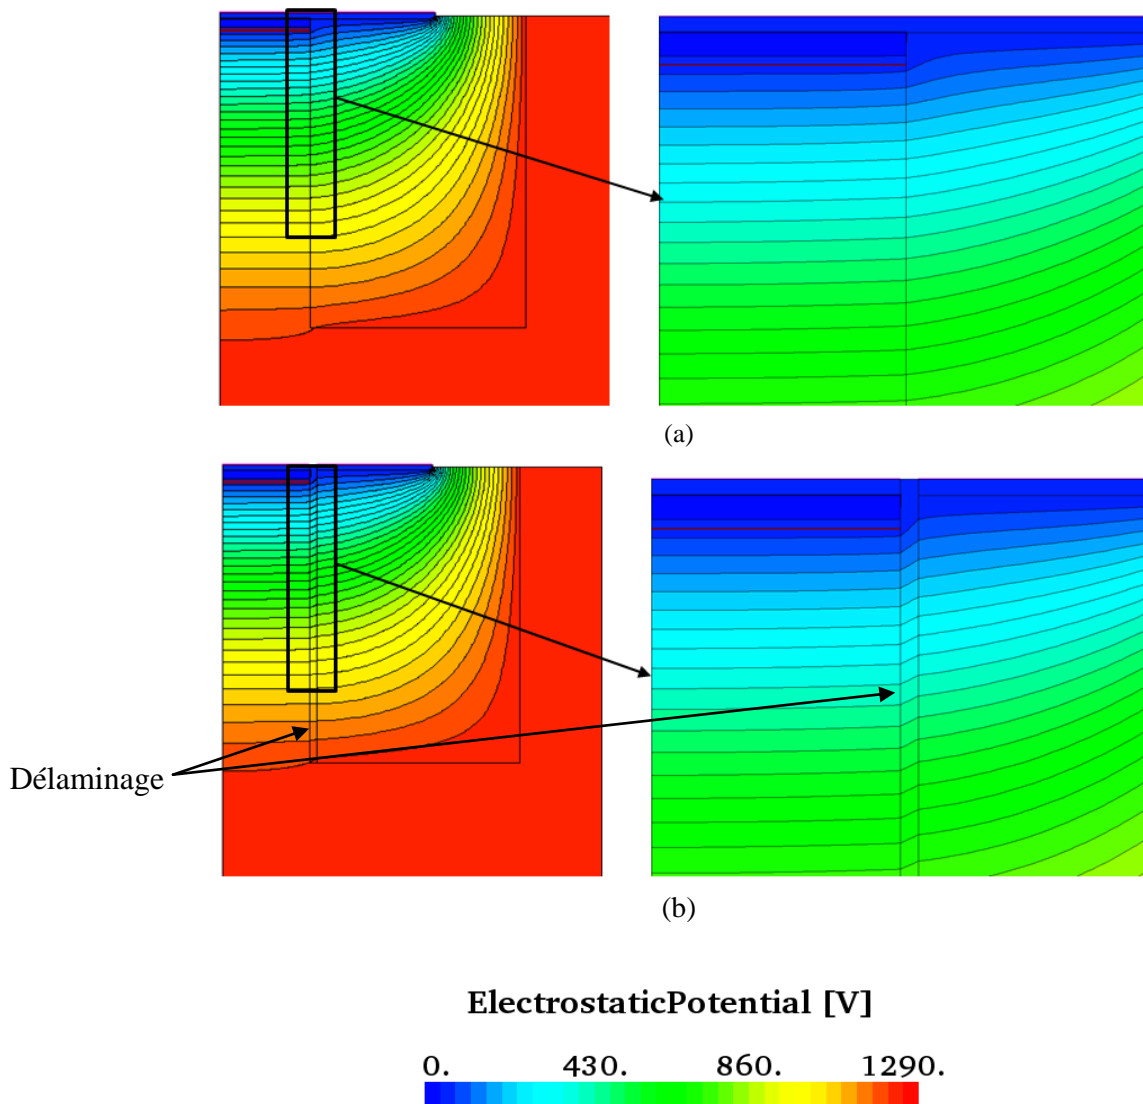 (a)
Délaminage
(b)
ElectrostaticPotential [V]
0. 430. 860. 1290.